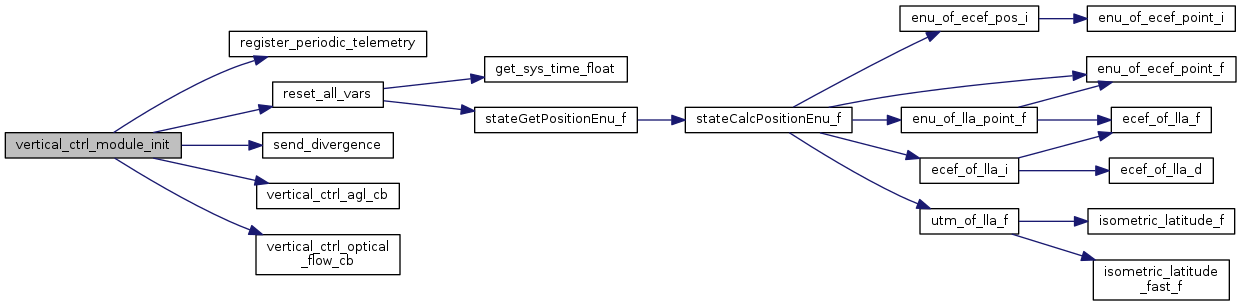 vertical_ctrl_module_init
register_periodic_telemetry
reset_all_vars
send_divergence
vertical_ctrl_agl_cb
vertical_ctrl_optical
_flow_cb
get_sys_time_float
stateGetPositionEnu_f
stateCalcPositionEnu_f
enu_of_ecef_pos_i
enu_of_lla_point_f
ecef_of_lla_i
utm_of_lla_f
enu_of_ecef_point_i
enu_of_ecef_point_f
ecef_of_lla_f
ecef_of_lla_d
isometric_latitude_f
isometric_latitude
_fast_f